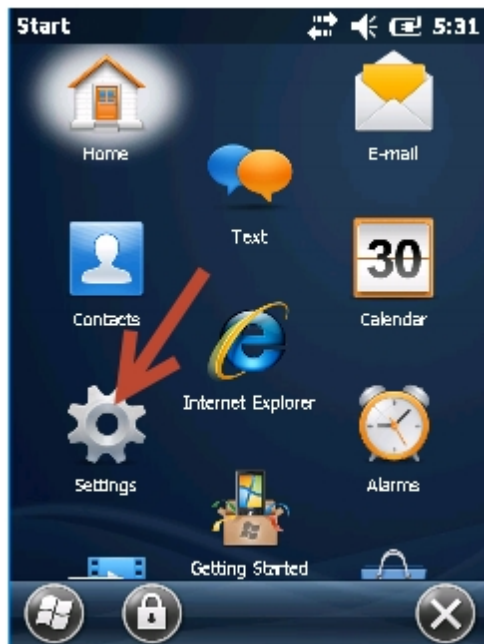 Start 5:31
Home
E-mail
Text
30
Contacts
Calendar
Internet Explorer
Settings
Alarms
Getting Started